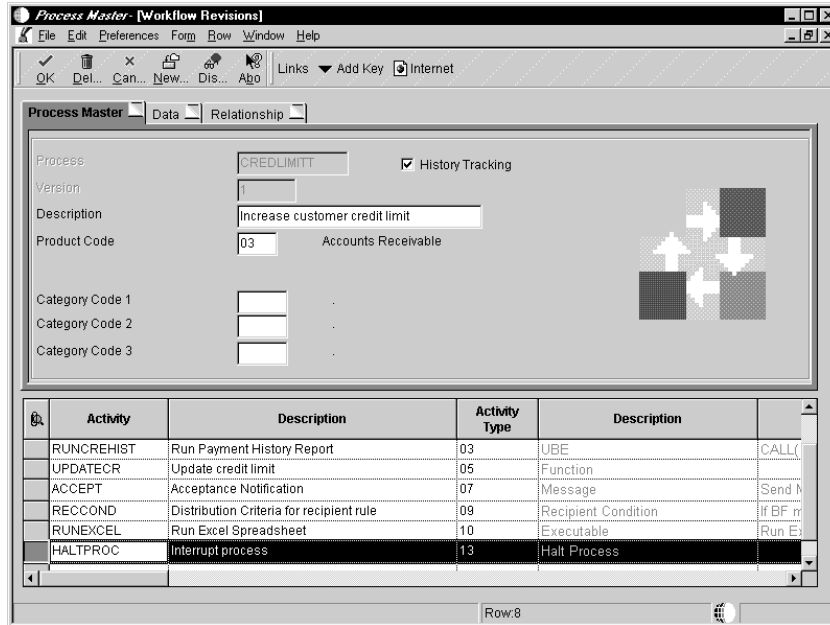 Process Master - [Workflow Revisions]
File Edit Preferences Form Row Window Help
OK Del... Can... New... Dis... Abo Links Add Key Internet
Process Master Data Relationship
Process CREDLIMITT History Tracking
Version 1
Description Increase customer credit limit
Product Code 03 Accounts Receivable
Category Code 1 .
Category Code 2 .
Category Code 3 .
Activity Description Activity Type Description
RUNCREHIST Run Payment History Report 03 UBE CALL(
UPDATECR Update credit limit 05 Function
ACCEPT Acceptance Notification 07 Message Send
RECCOND Distribution Criteria for recipient rule 09 Recipient Condition If BF
RUNEXCEL Run Excel Spreadsheet 10 Executable Run
HALTPROC Interrupt process 13 Halt Process
Row:8